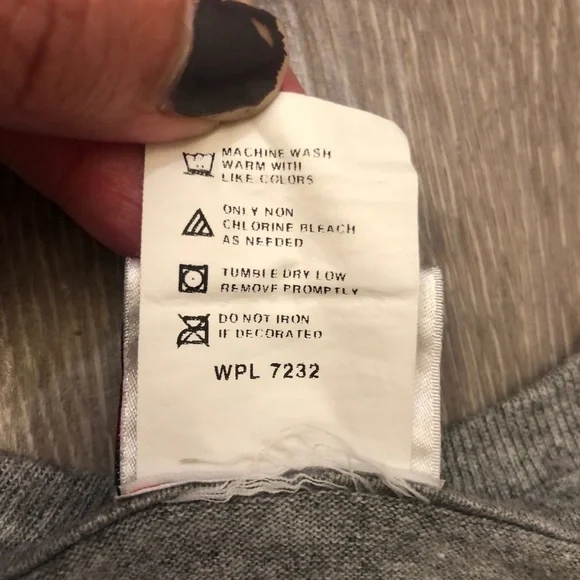 MACHINE WASH
WARM WITH
LIKE COLORS
ONLY NON
CHLORINE BLEACH
AS NEEDED
TUMBLE DRY LOW
REMOVE PROMPTLY
DO NOT IRON
IF DECORATED
WPL 7232